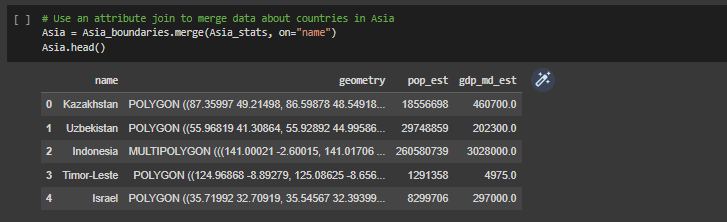 [ ] # Use an attribute join to merge data about countries in Asia
Asia = Asia_boundaries.merge(Asia_stats, on="name")
Asia.head()
name geometry pop_est gdp_md_est
0 Kazakhstan POLYGON ((87.35997 49.21498, 86.59878 48.54918... 18556698 460700.0
1 Uzbekistan POLYGON ((55.96819 41.30864, 55.92892 44.99586... 29748859 202300.0
2 Indonesia MULTIPOLYGON (((141.00021 -2.60015, 141.01706 ... 260580739 3028000.0
3 Timor-Leste POLYGON ((124.96868 -8.89279, 125.08625 -8.656... 1291358 4975.0
4 Israel POLYGON ((35.71992 32.70919, 35.54567 32.39399... 8299706 297000.0